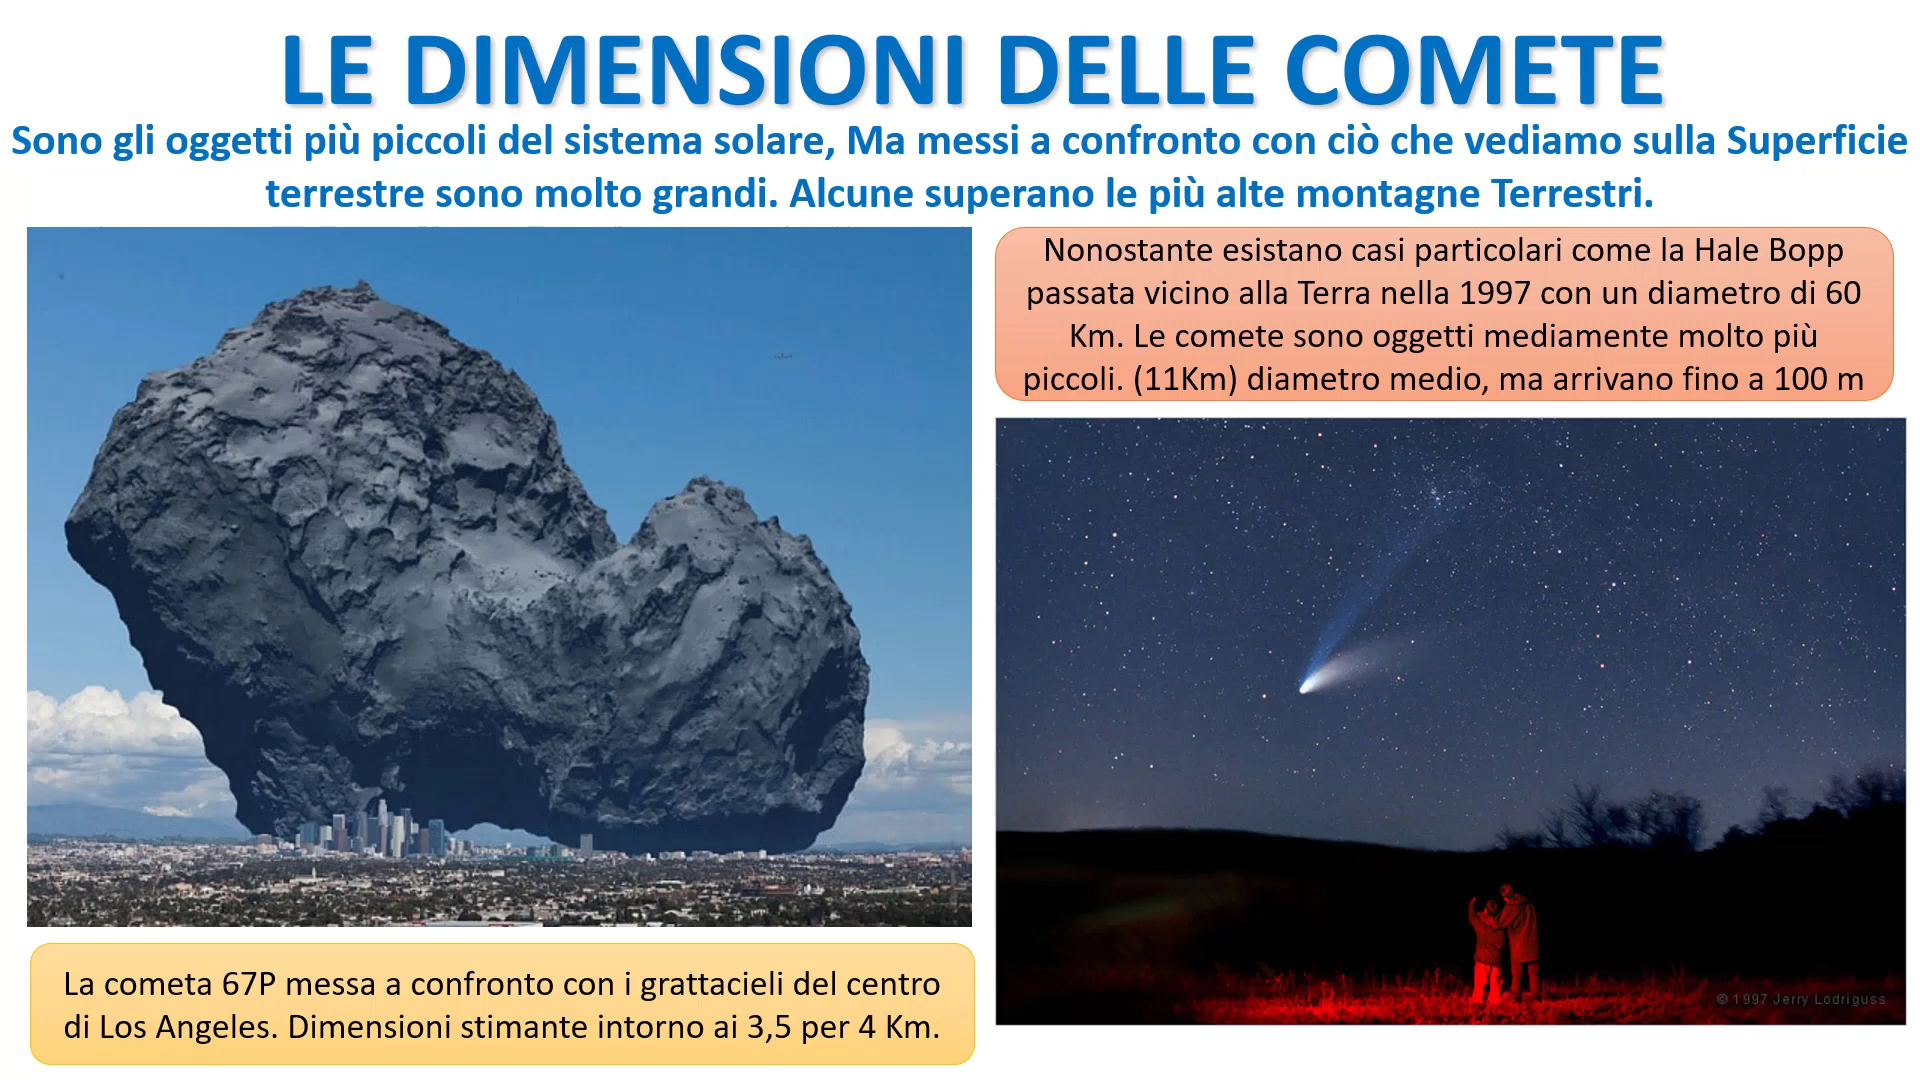 LE DIMENSIONI DELLE COMETE
Sono gli oggetti più piccoli del sistema solare, Ma messi a confronto con ciò che vediamo sulla Superficie
terrestre sono molto grandi. Alcune superano le più alte montagne Terrestri.
Nonostante esistano casi particolari come la Hale Bopp
passata vicino alla Terra nella 1997 con un diametro di 60
Km. Le comete sono oggetti mediamente molto più
piccoli. (11Km) diametro medio, ma arrivano fino a 100 m
© 1997 Jerry Lodriguss
La cometa 67P messa a confronto con i grattacieli del centro
di Los Angeles. Dimensioni stimante intorno ai 3,5 per 4 Km.